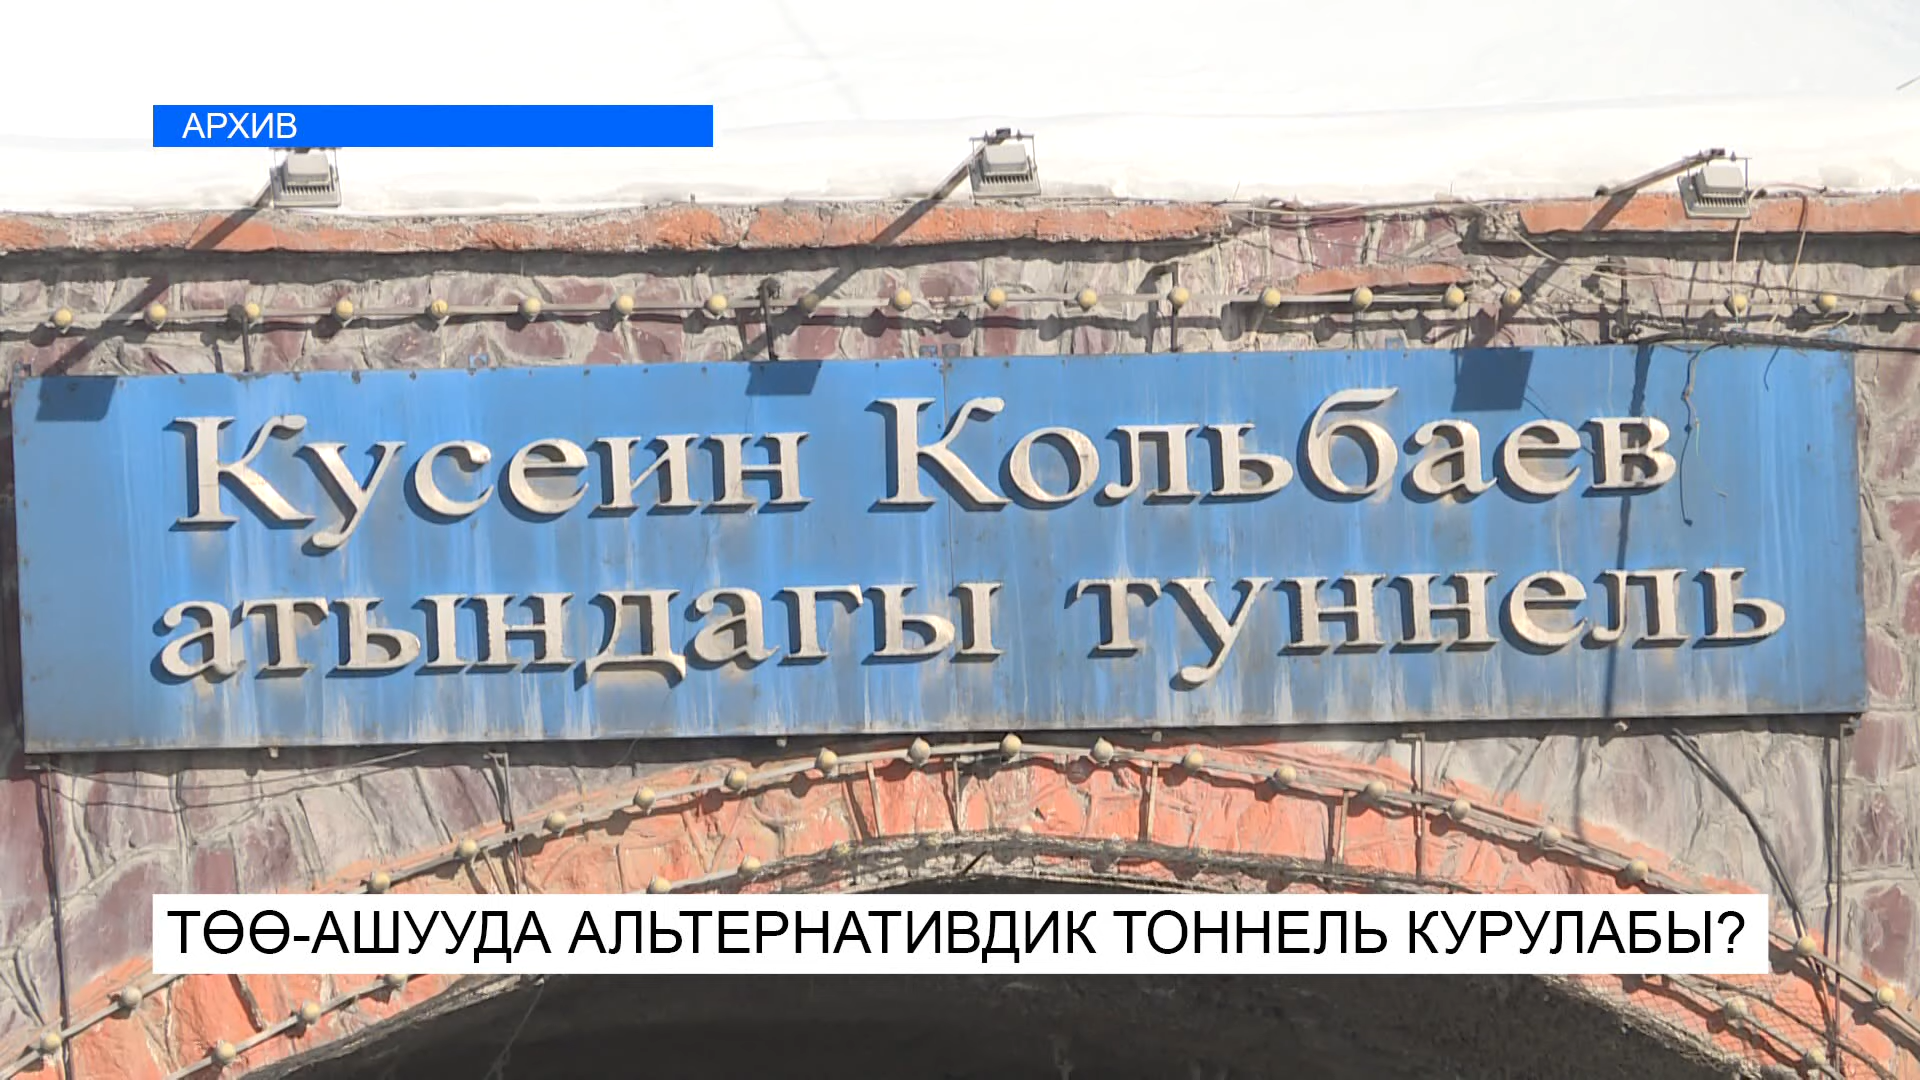 АРХИВ
Кусеин Кольбаев
атындагы туннель
ТӨӨ-АШУУДА АЛЬТЕРНАТИВДИК ТОННЕЛЬ КУРУЛАБЫ?